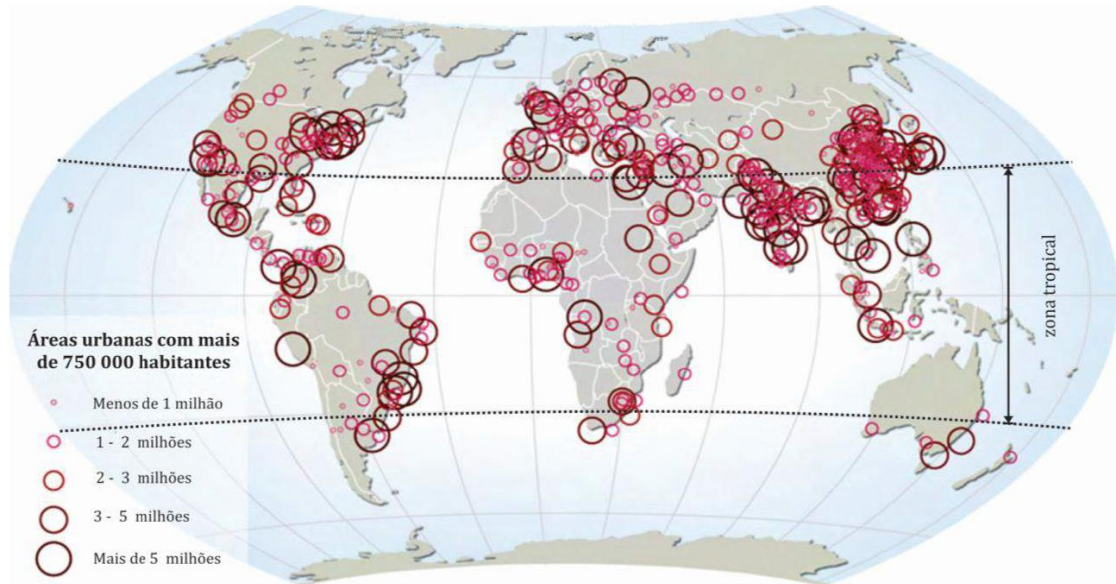 Áreas urbanas com mais
de 750 000 habitantes
Menos de 1 milhão
1 - 2 milhões
2 - 3 milhões
3 - 5 milhões
Mais de 5 milhões
zona tropical